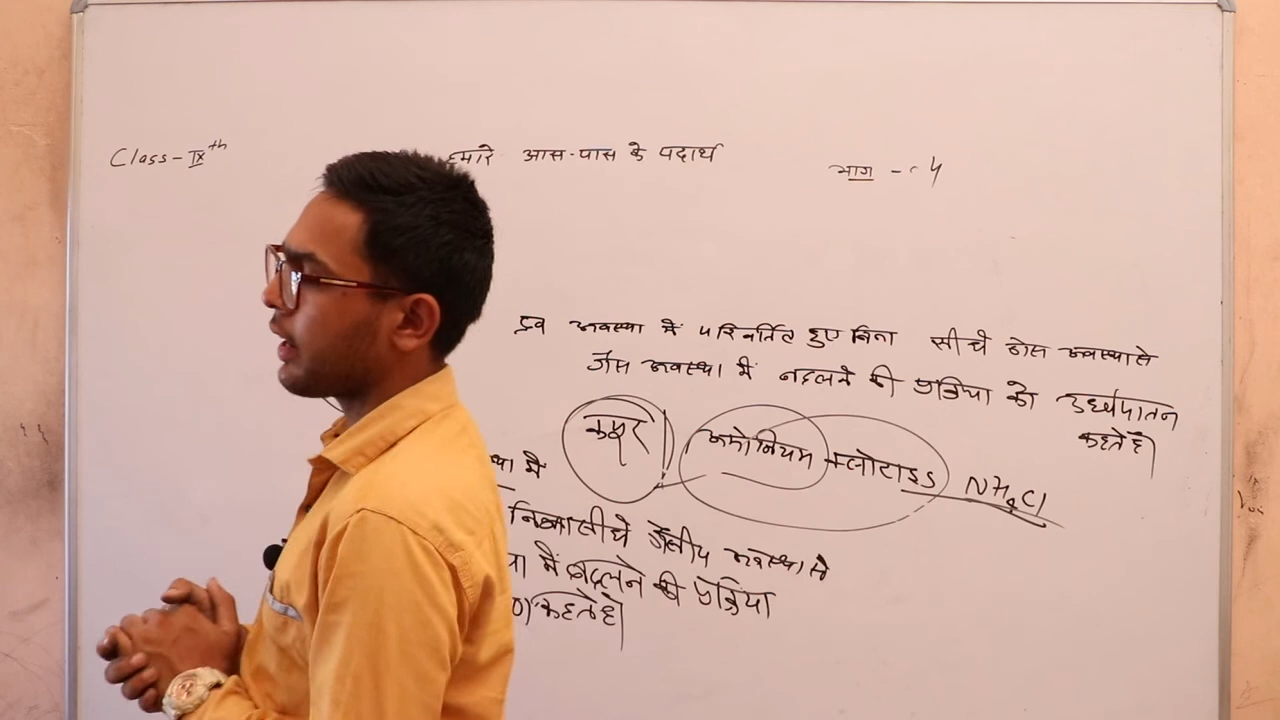 Class - IXth
हमारे आस-पास के पदार्थ
भाग - 4
द्रव अवस्था में परिवर्तित हुए बिना सीधे ठोस अवस्था से
गैस अवस्था में बदलने की प्रक्रिया को उर्ध्वपातन
कहते है।
कपूर अमोनियम क्लोराइड NH4Cl
था में
सीधे गैसीय अवस्था से
में बदलने की प्रक्रिया
कहते है।